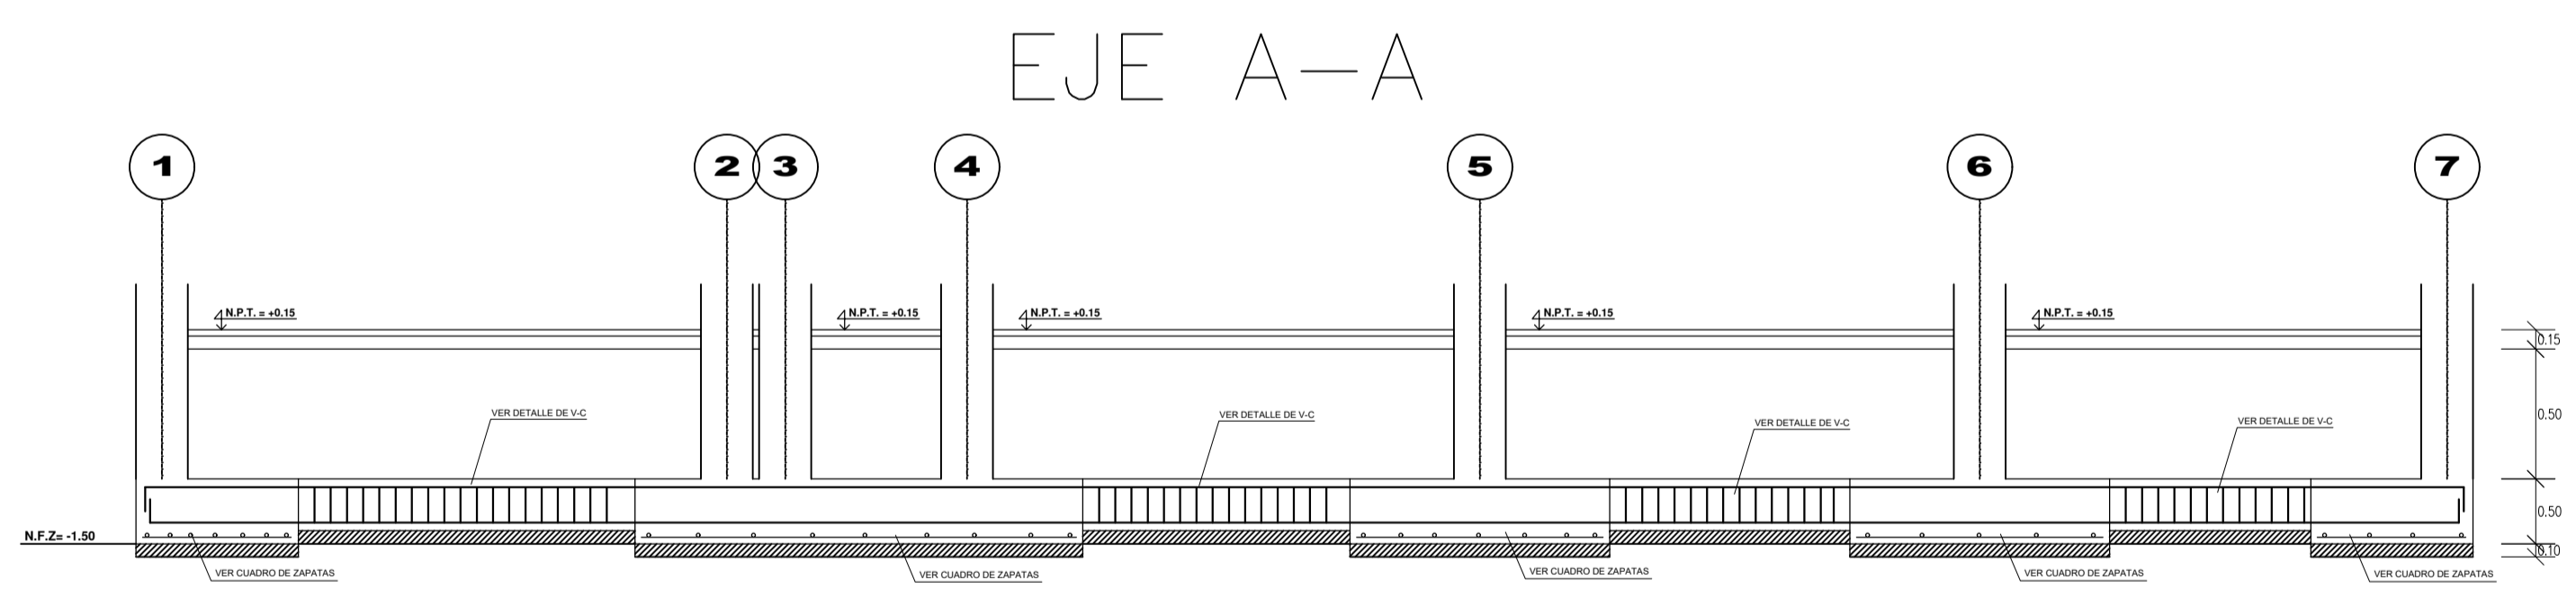 EJE A-A
1 2 3 4 5 6 7
N.P.T. = +0.15 N.P.T. = +0.15 N.P.T. = +0.15 N.P.T. = +0.15 N.P.T. = +0.15
0.15
VER DETALLE DE V-C VER DETALLE DE V-C VER DETALLE DE V-C VER DETALLE DE V-C
0.50
0.50
N.F.Z= -1.50
0.10
VER CUADRO DE ZAPATAS VER CUADRO DE ZAPATAS VER CUADRO DE ZAPATAS VER CUADRO DE ZAPATAS VER CUADRO DE ZAPATAS